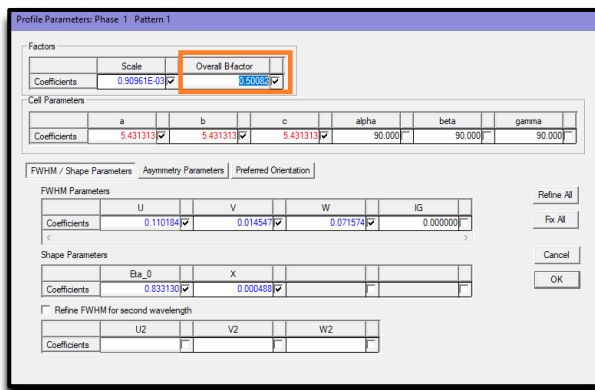 Profile Parameters: Phase 1 Pattern 1
Factors
Scale Overall B-factor
Coefficients 0.90961E-03 0.50082
Cell Parameters
a b c alpha beta gamma
Coefficients 5.431313 5.431313 5.431313 90.000 90.000 90.000
FWHM / Shape Parameters Asymmetry Parameters Preferred Orientation
FWHM Parameters
U V W IG
Coefficients 0.110184 0.014547 0.071574 0.000000
Refine All
Fix All
Shape Parameters
Eta_0 X
Coefficients 0.833130 0.000488
Cancel
OK
Refine FWHM for second wavelength
U2 V2 W2
Coefficients